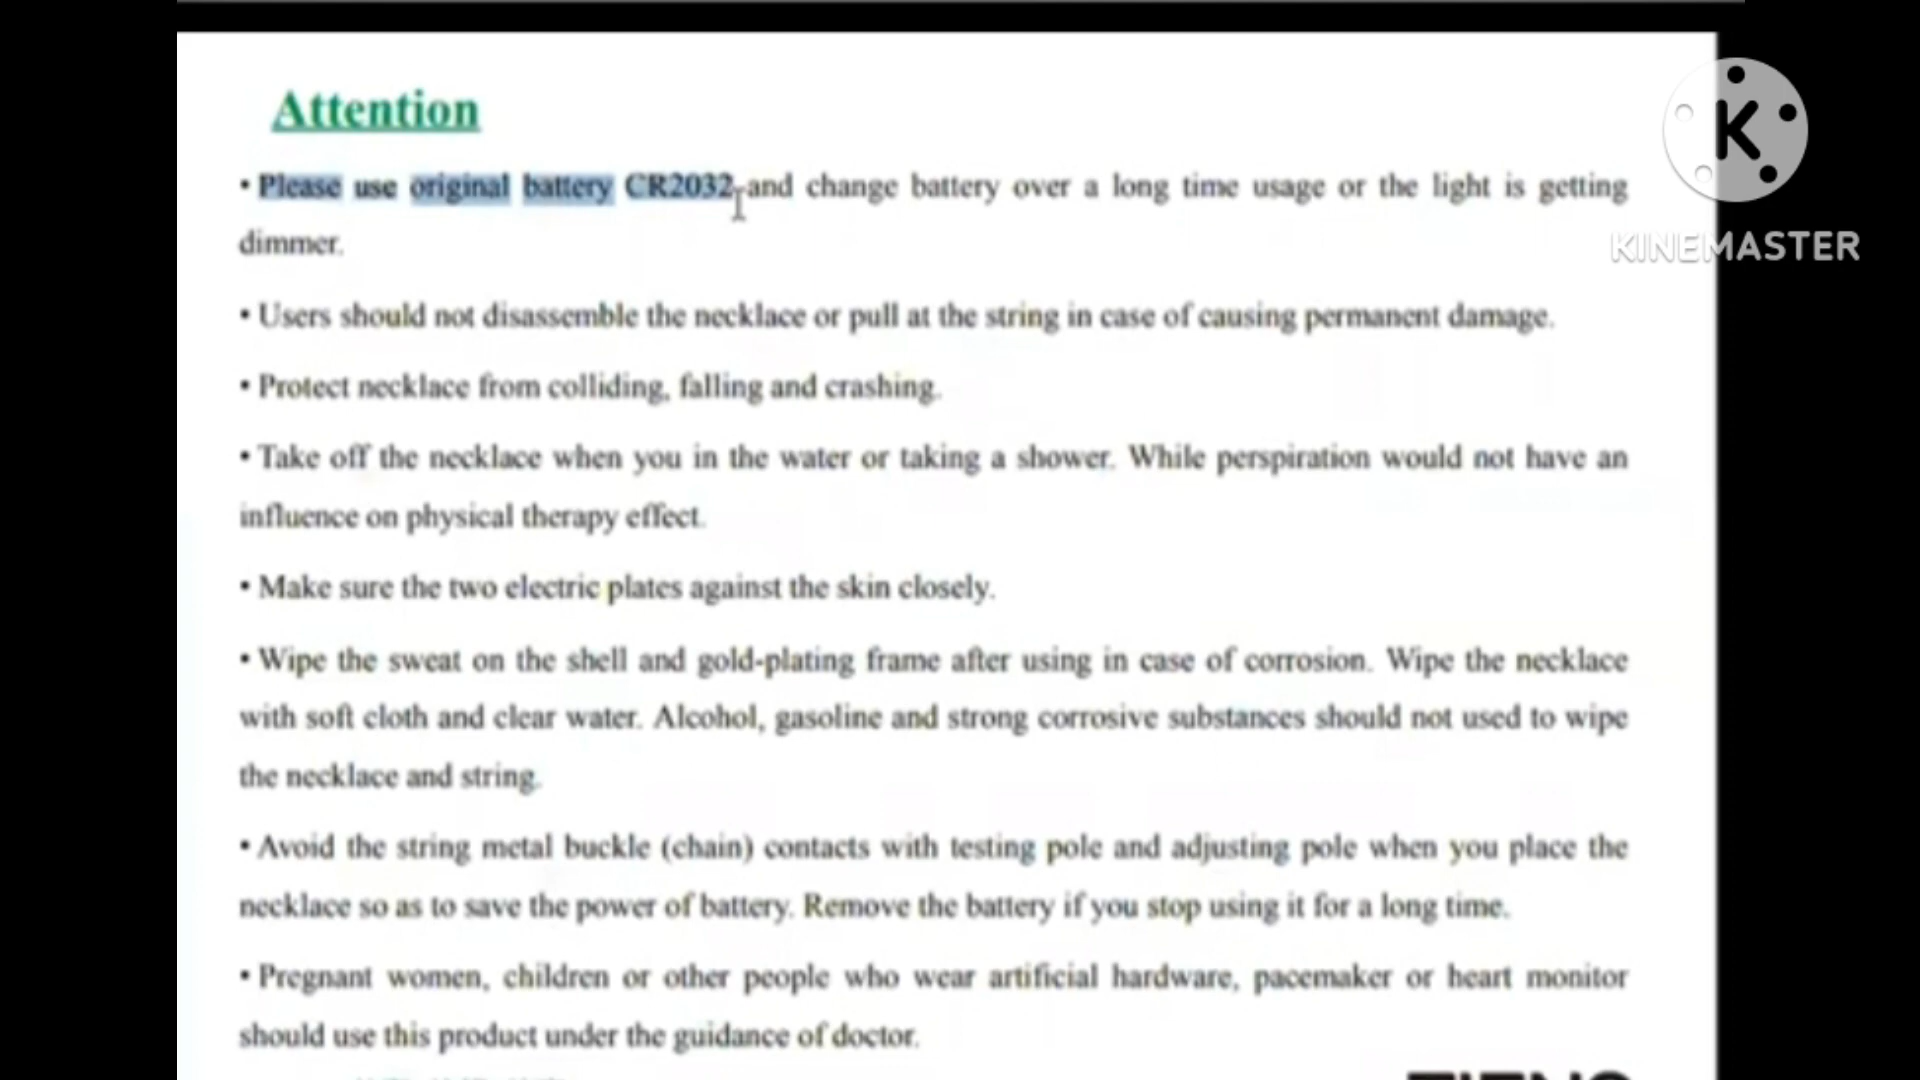 Attention
• Please use original battery CR2032 and change battery over a long time usage or the light is getting
dimmer.
• Users should not disassemble the necklace or pull at the string in case of causing permanent damage.
• Protect necklace from colliding, falling and crashing.
• Take off the necklace when you in the water or taking a shower. While perspiration would not have an
influence on physical therapy effect.
• Make sure the two electric plates against the skin closely.
• Wipe the sweat on the shell and gold-plating frame after using in case of corrosion. Wipe the necklace
with soft cloth and clear water. Alcohol, gasoline and strong corrosive substances should not used to wipe
the necklace and string.
• Avoid the string metal buckle (chain) contacts with testing pole and adjusting pole when you place the
necklace so as to save the power of battery. Remove the battery if you stop using it for a long time.
• Pregnant women, children or other people who wear artificial hardware, pacemaker or heart monitor
should use this product under the guidance of doctor.
K
KINEMASTER